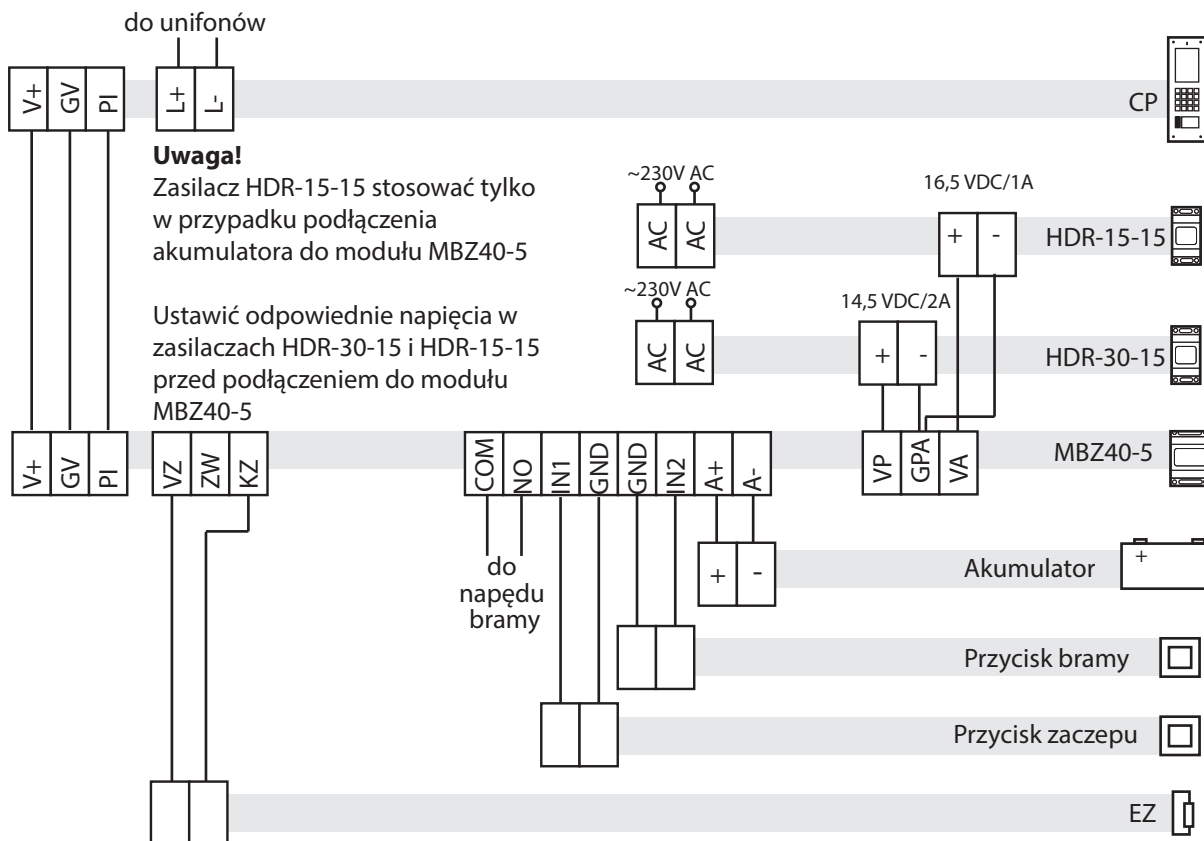 do unifonów
V+ GV PI L+ L-
CP
Uwaga!
Zasilacz HDR-15-15 stosować tylko
w przypadku podłączenia
akumulatora do modułu MBZ40-5
Ustawić odpowiednie napięcia w
zasilaczach HDR-30-15 i HDR-15-15
przed podłączeniem do modułu
MBZ40-5
~230V AC
16,5 VDC/1A
AC AC
+ -
HDR-15-15
~230V AC
14,5 VDC/2A
AC AC
+ -
HDR-30-15
V+ GV PI VZ ZW KZ COM NO IN1 GND GND IN2 A+ A- VP GPA VA
MBZ40-5
do
napędu
bramy
+ -
Akumulator
+
Przycisk bramy
Przycisk zaczepu
EZ